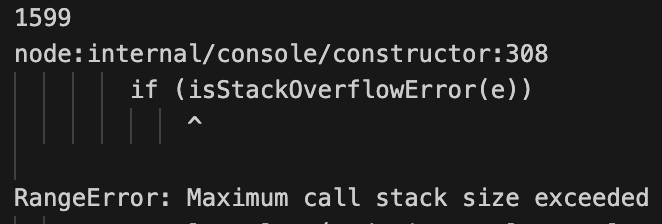 1599
node:internal/console/constructor:308
if (isStackOverflowError(e))
^
RangeError: Maximum call stack size exceeded